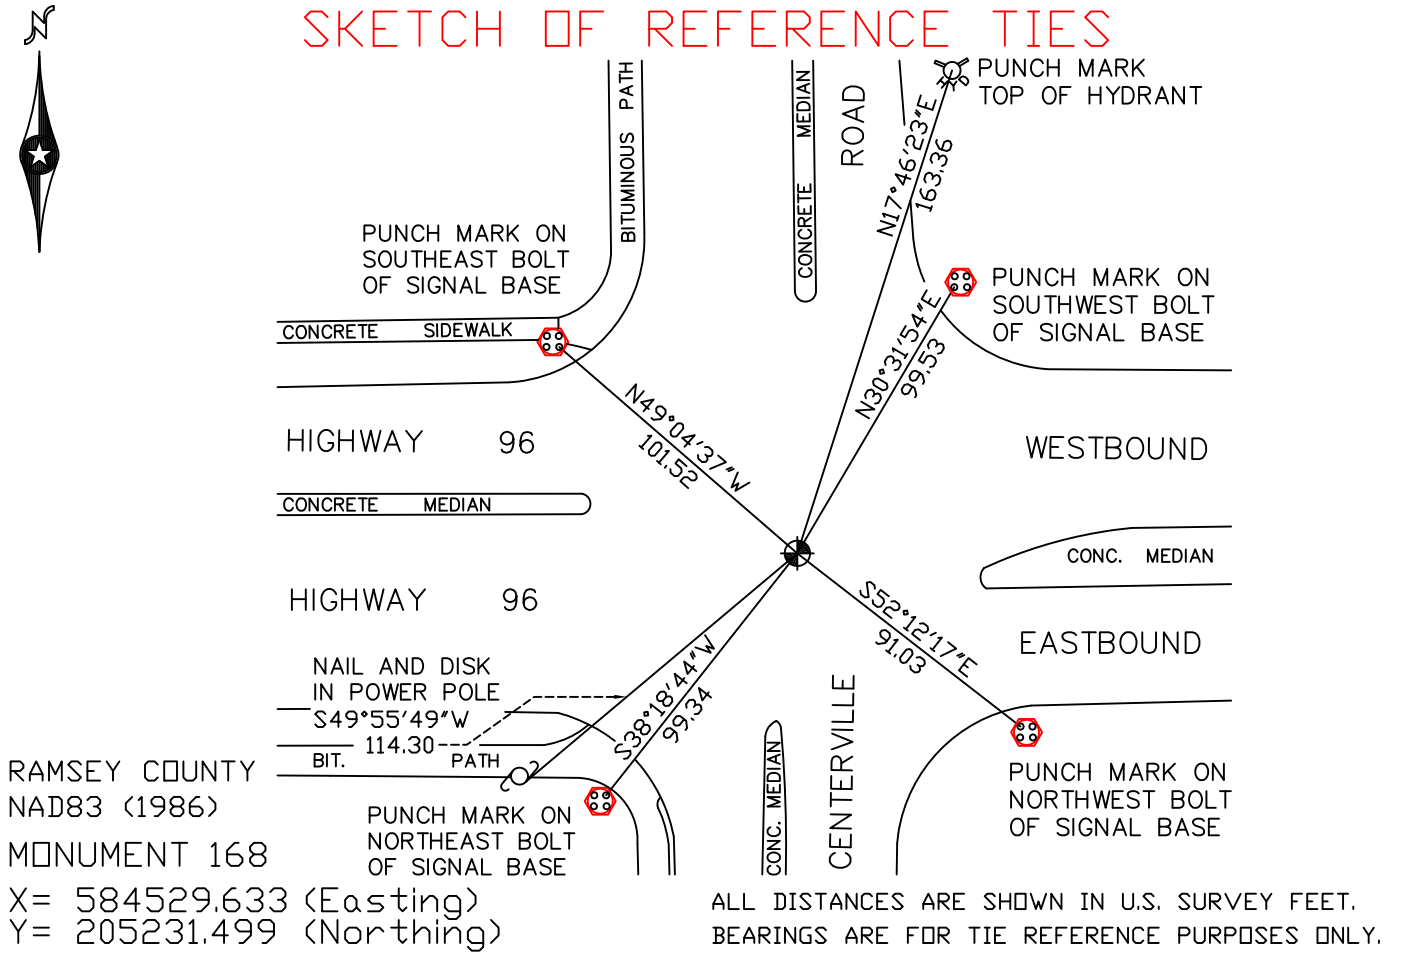 N
SKETCH OF REFERENCE TIES
PUNCH MARK
TOP OF HYDRANT
HYD
N17°46'23"E
163.36
BITUMINOUS PATH
CONCRETE MEDIAN
ROAD
PUNCH MARK ON
SOUTHEAST BOLT
OF SIGNAL BASE
PUNCH MARK ON
SOUTHWEST BOLT
OF SIGNAL BASE
CONCRETE SIDEWALK
N30°31'54"E
99.53
N49°04'37"W
101.52
HIGHWAY 96
WESTBOUND
CONCRETE MEDIAN
CONC. MEDIAN
HIGHWAY 96
S52°12'17"E
91.03
EASTBOUND
NAIL AND DISK
IN POWER POLE
S49°55'49"W
114.30
S38°18'44"W
99.34
BIT. PATH
CONC. MEDIAN
CENTERVILLE
PUNCH MARK ON
NORTHEAST BOLT
OF SIGNAL BASE
PUNCH MARK ON
NORTHWEST BOLT
OF SIGNAL BASE
RAMSEY COUNTY
NAD83 (1986)
MONUMENT 168
X= 584529.633 (Easting)
Y= 205231.499 (Northing)
ALL DISTANCES ARE SHOWN IN U.S. SURVEY FEET.
BEARINGS ARE FOR TIE REFERENCE PURPOSES ONLY.